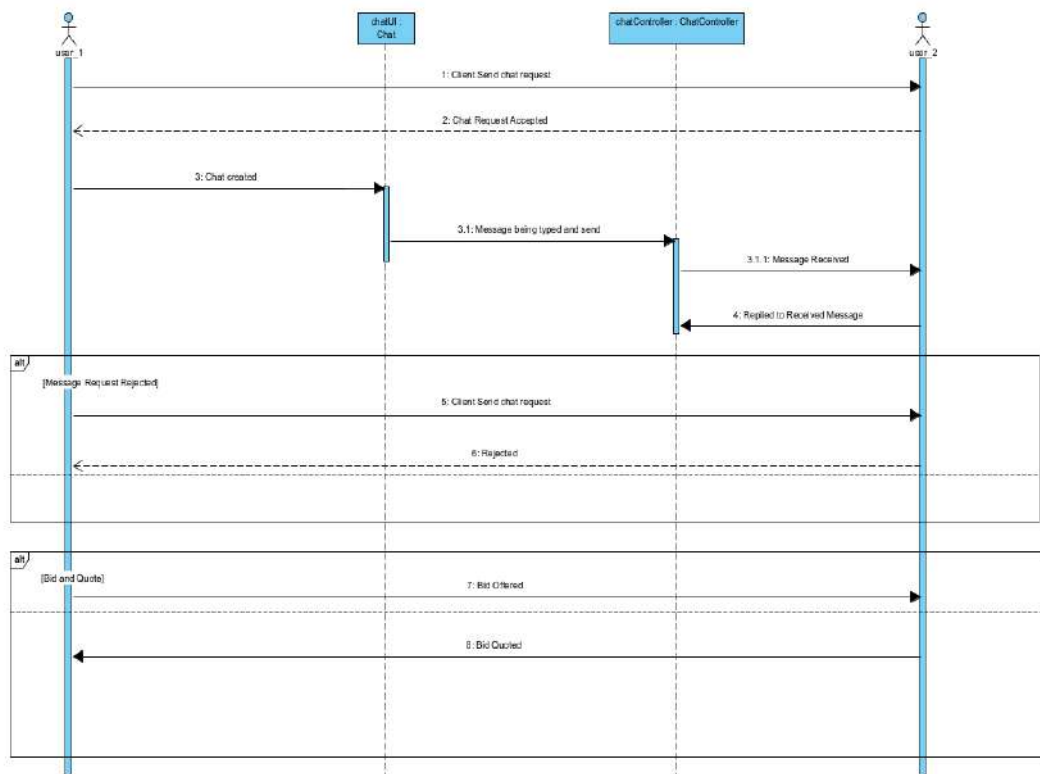 user_1
chatUI :
Chat
chatController : ChatController
user_2
1: Client Send chat request
2: Chat Request Accepted
3: Chat created
3.1: Message being typed and send
3.1.1: Message Received
4: Replied to Received Message
alt
[Message Request Rejected]
5: Client Send chat request
6: Rejected
alt
[Bid and Quote]
7: Bid Offered
8: Bid Quoted